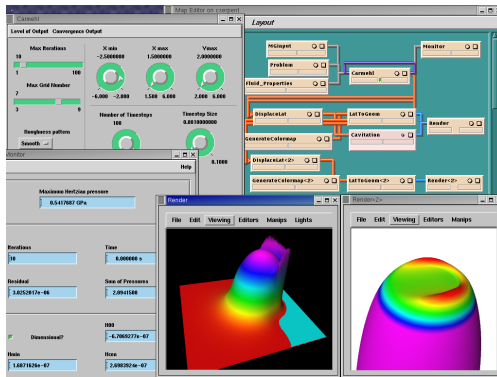 Carmehl
Level of Output Convergence Output
Max Iterations
10
1 100
Max Grid Number
7
3 9
Roughness pattern
Smooth
X min
-2.5000000
-6.000 -2.000
X max
1.5000000
1.500 6.000
Ymax
2.0000000
2.000 6.000
Number of Timesteps
100
Timestep Size
0.0010000000
0.1000
Map Editor on
Layout
MGinput
Problem
Fluid_Properties
Carmehl
Monitor
DisplaceLat
GenerateColormap
LatToGeom
Cavitation
Render
DisplaceLat<2>
GenerateColormap<2>
LatToGeom<2>
Render<2>
Monitor
Help
Maximum Hertzian pressure
0.5417687 GPa
Iterations
10
Time
0.000000 s
Residual
3.0252017e-06
Sum of Pressures
2.0941508
Dimensional?
H00
-6.7069277e-07
Hmin
1.6071626e-07
Hcen
2.6983924e-07
Render
File Edit Viewing Editors Manips Lights
Render<2>
File Edit Viewing Editors Manips